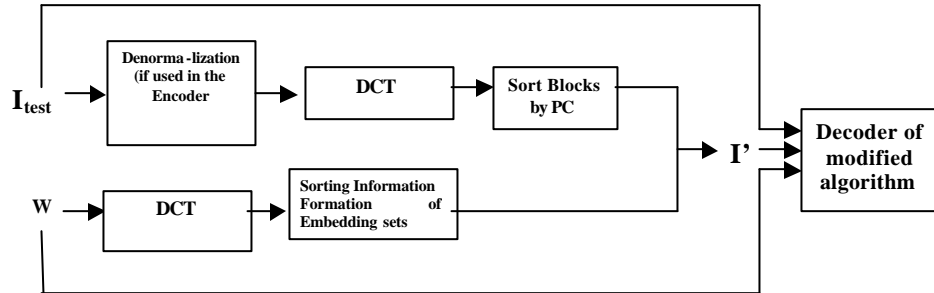 Denorma -lization
(if used in the
Encoder
DCT
Sort Blocks
by PC
I_test
I’
Decoder of
modified
algorithm
W
DCT
Sorting Information
Formation of
Embedding sets